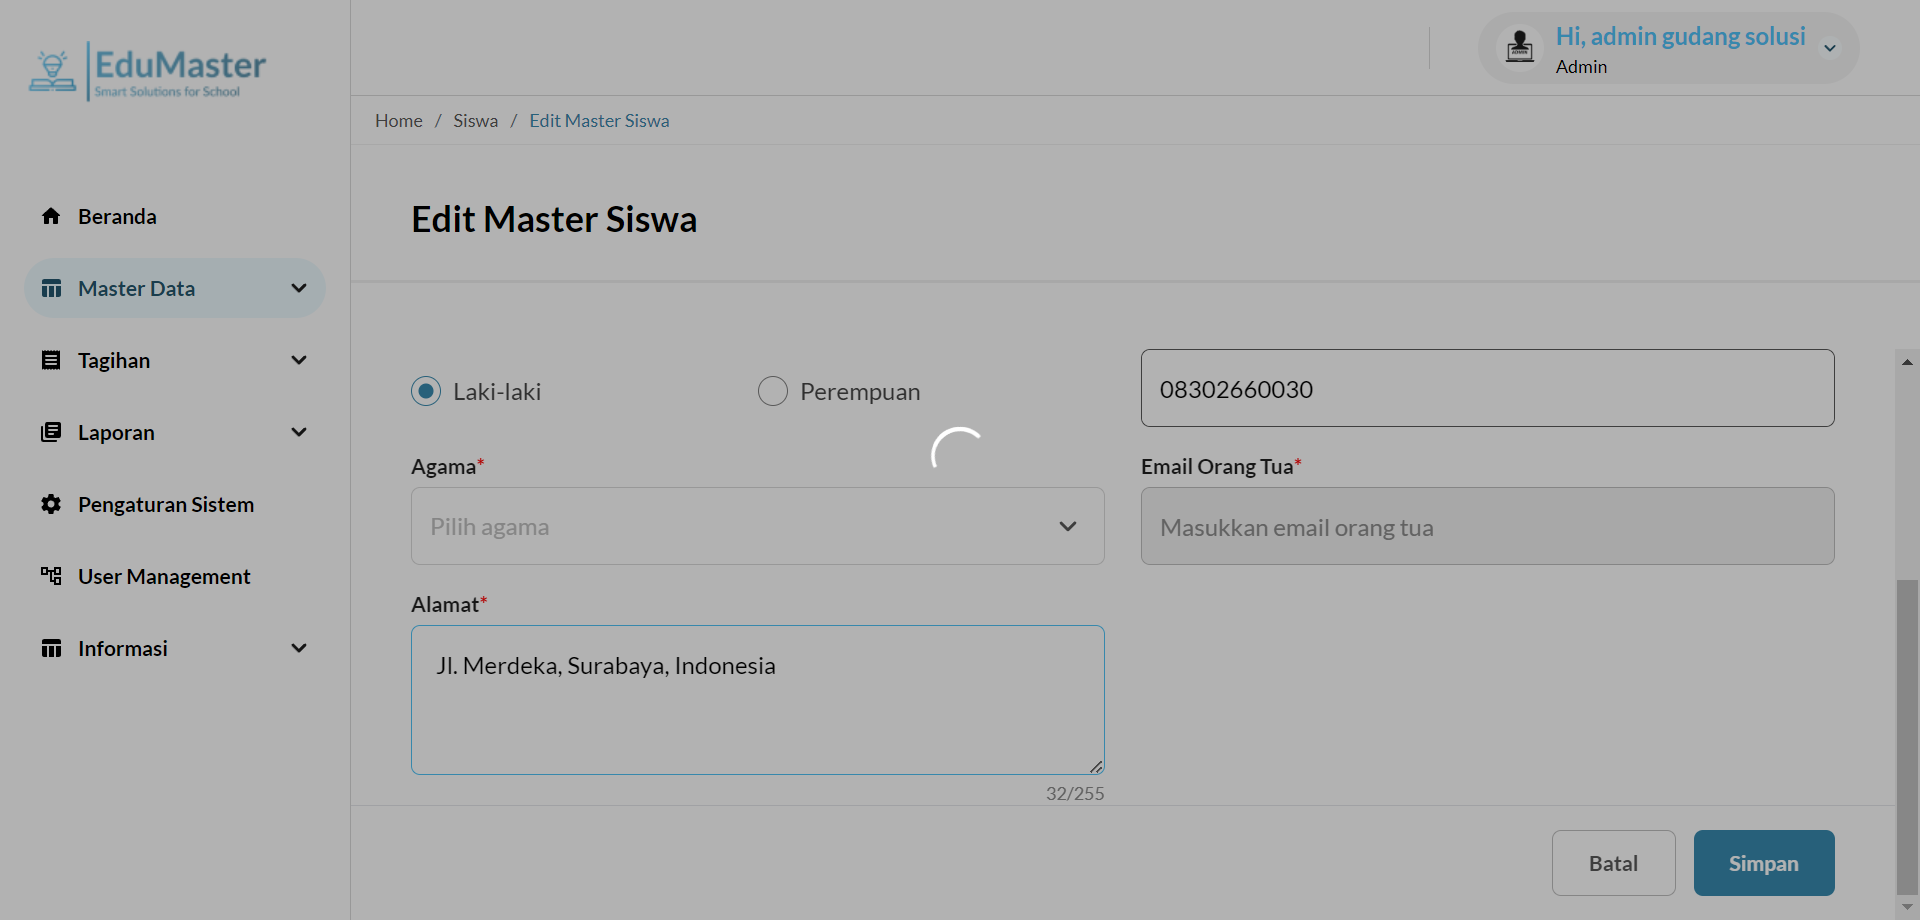 EduMaster
Smart Solutions for School
Hi, admin gudang solusi
Admin
Home / Siswa / Edit Master Siswa
Beranda
Master Data
Tagihan
Laporan
Pengaturan Sistem
User Management
Informasi
Edit Master Siswa
Laki-laki
Perempuan
08302660030
Agama*
Pilih agama
Email Orang Tua*
Masukkan email orang tua
Alamat*
Jl. Merdeka, Surabaya, Indonesia
32/255
Batal
Simpan